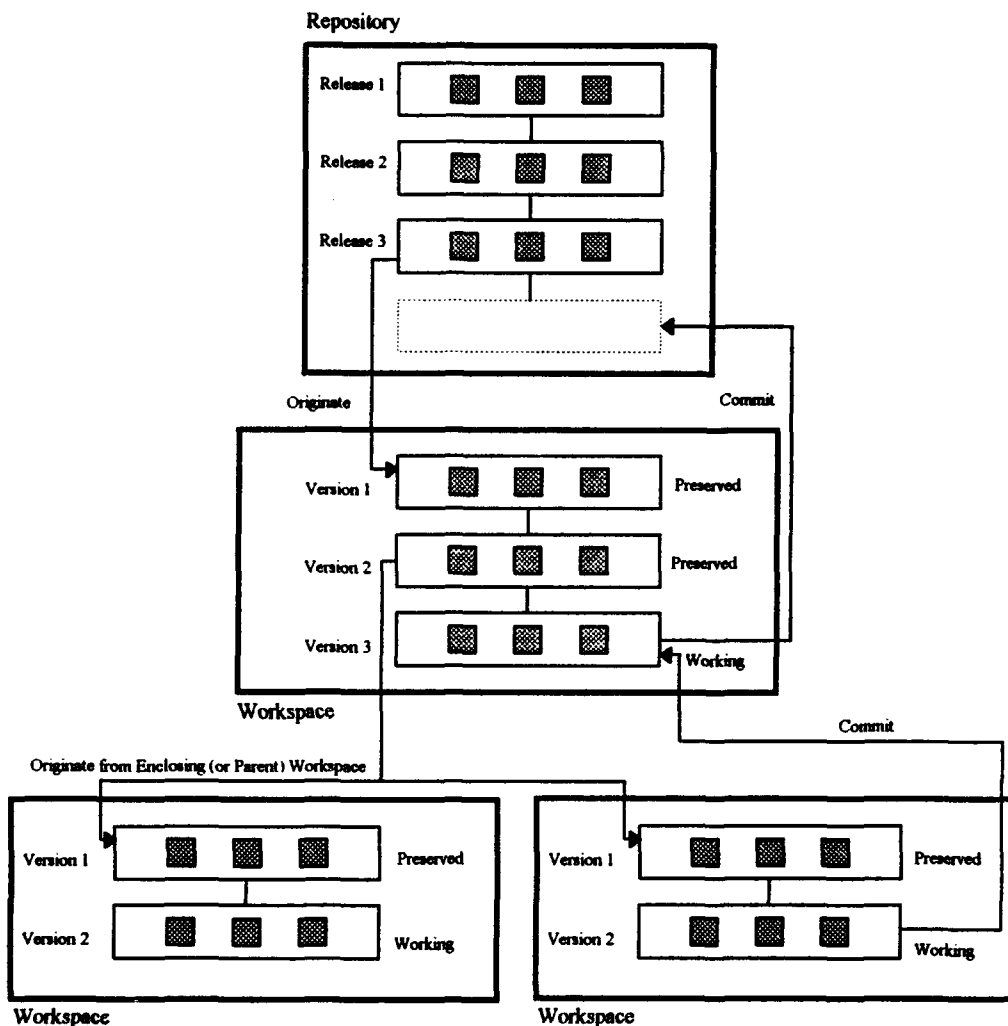 Repository
Release 1
Release 2
Release 3
Originate
Commit
Version 1
Preserved
Version 2
Preserved
Version 3
Working
Workspace
Commit
Originate from Enclosing (or Parent) Workspace
Version 1
Preserved
Version 2
Working
Workspace
Version 1
Preserved
Version 2
Working
Workspace